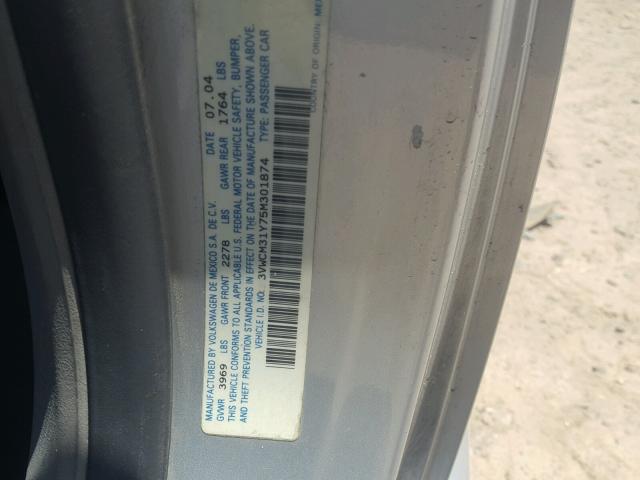 MANUFACTURED BY VOLKSWAGEN DE MEXICO S.A. DE C.V. DATE 07.04
GVWR 3969 LBS GAWR FRONT 2278 LBS GAWR REAR 1764 LBS
THIS VEHICLE CONFORMS TO ALL APPLICABLE U.S. FEDERAL MOTOR VEHICLE SAFETY, BUMPER,
AND THEFT PREVENTION STANDARDS IN EFFECT ON THE DATE OF MANUFACTURE SHOWN ABOVE.
VEHICLE I.D. NO.: 3VWCM31Y75M301874 TYPE: PASSENGER CAR
COUNTRY OF ORIGIN: